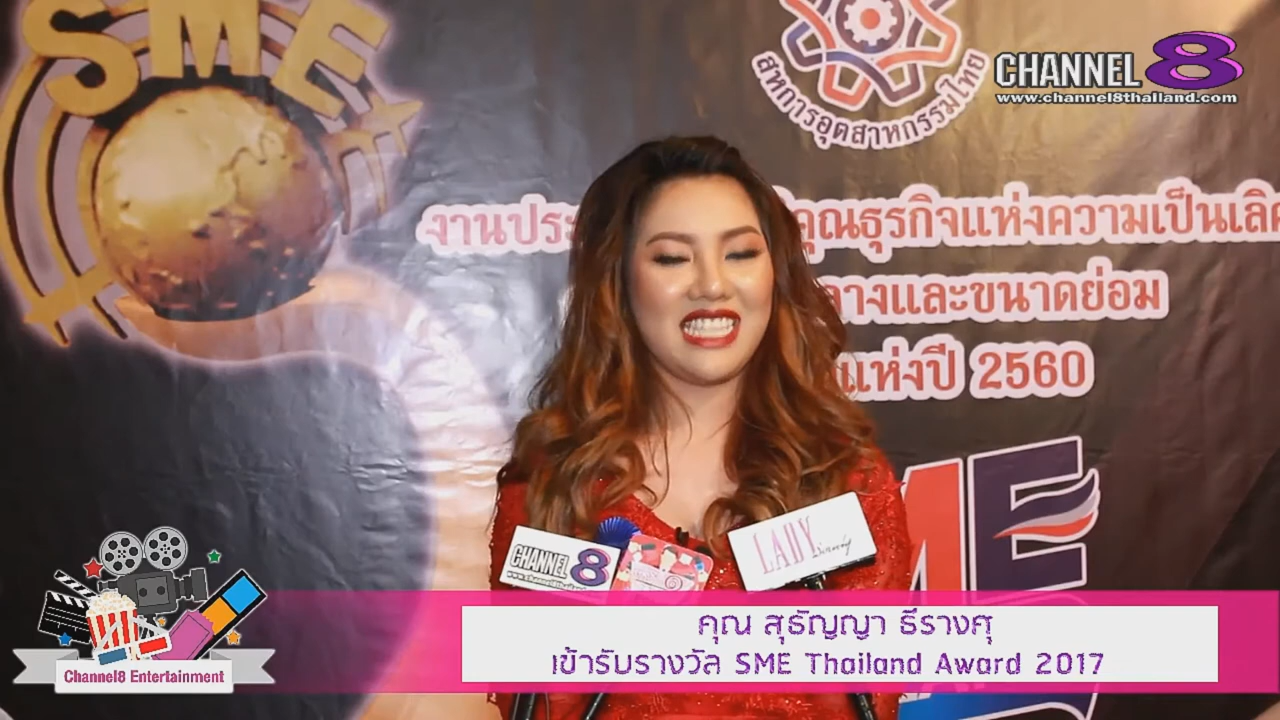 SME
สหการอุตสาหกรรมไทย
CHANNEL 8
www.channel8thailand.com
งานประ คุณธุรกิจแห่งความเป็นเลิศ
ลางและขนาดย่อม
แห่งปี 2560
ME
CHANNEL 8
LADY
Channel8 Entertainment
คุณ สุธัญญา ธีรางศุ
เข้ารับรางวัล SME Thailand Award 2017